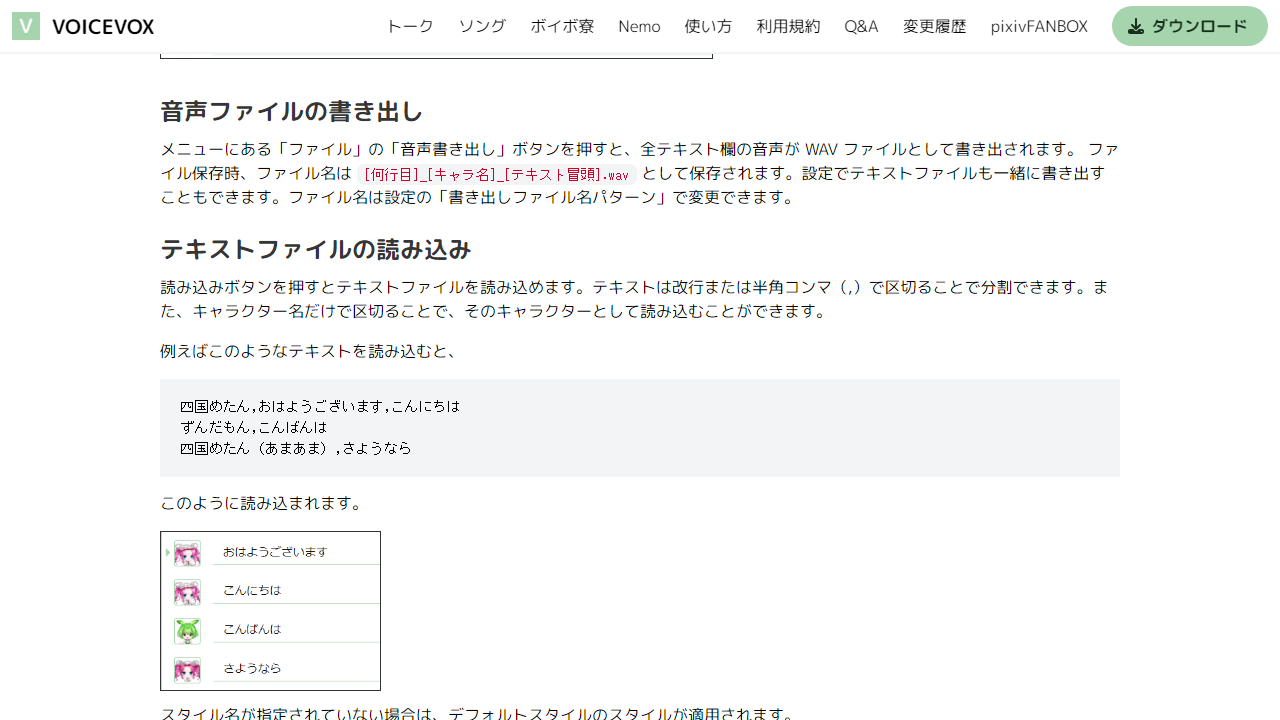 V VOICEVOX トーク ソング ボイボ寮 Nemo 使い方 利用規約 Q&A 変更履歴 pixivFANBOX ダウンロード
音声ファイルの書き出し
メニューにある「ファイル」の「音声書き出し」ボタンを押すと、全テキスト欄の音声が WAV ファイルとして書き出されます。 ファ
イル保存時、ファイル名は [何行目]_[キャラ名]_[テキスト冒頭].wav として保存されます。設定でテキストファイルも一緒に書き出す
こともできます。ファイル名は設定の「書き出しファイル名パターン」で変更できます。
テキストファイルの読み込み
読み込みボタンを押すとテキストファイルを読み込めます。テキストは改行または半角コンマ（,）で区切ることで分割できます。ま
た、キャラクター名だけで区切ることで、そのキャラクターとして読み込むことができます。
例えばこのようなテキストを読み込むと、
四国めたん,おはようございます,こんにちは
ずんだもん,こんばんは
四国めたん（あまあま）,さようなら
このように読み込まれます。
おはようございます
こんにちは
こんばんは
さようなら
スタイル名が指定されていない場合は、デフォルトスタイルのスタイルが適用されます。